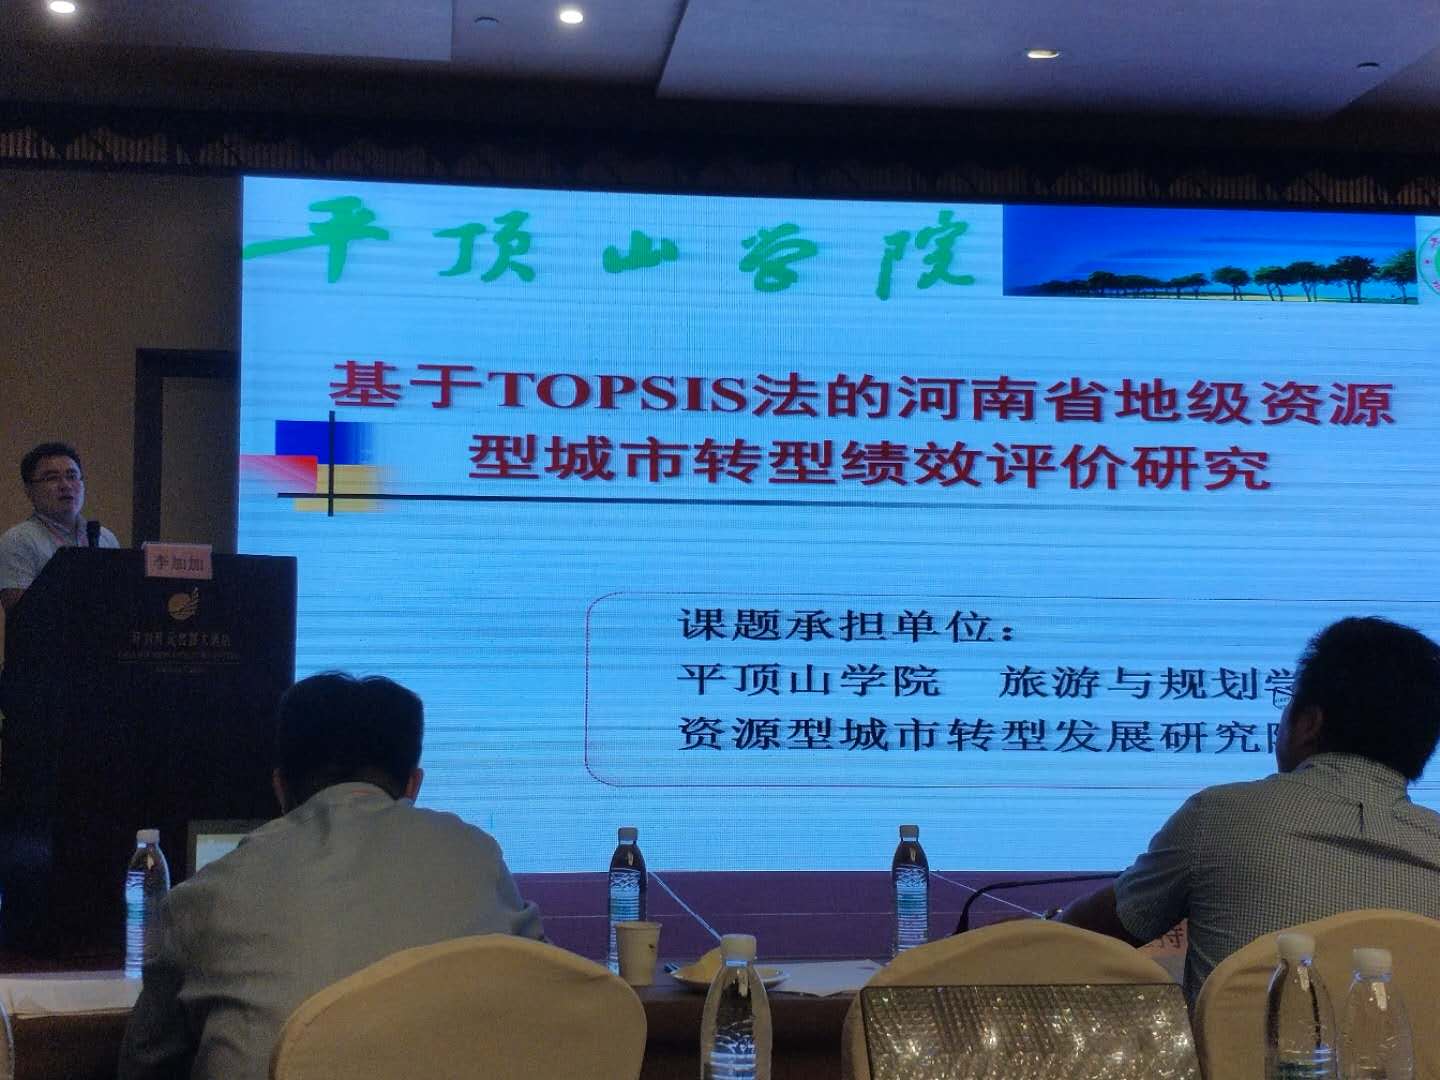 平顶山学院
基于TOPSIS法的河南省地级资源
型城市转型绩效评价研究
李加加
课题承担单位：
平顶山学院 旅游与规划学
资源型城市转型发展研究院